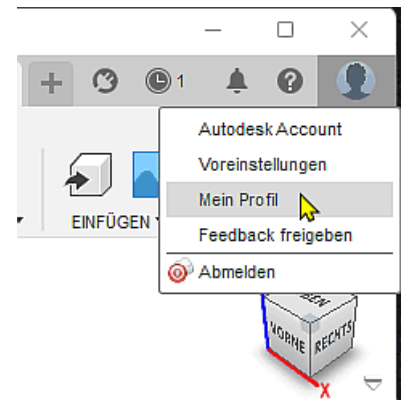 1
Autodesk Account
Voreinstellungen
Mein Profil
EINFÜGEN
Feedback freigeben
Abmelden
VORNE
RECHTS
X